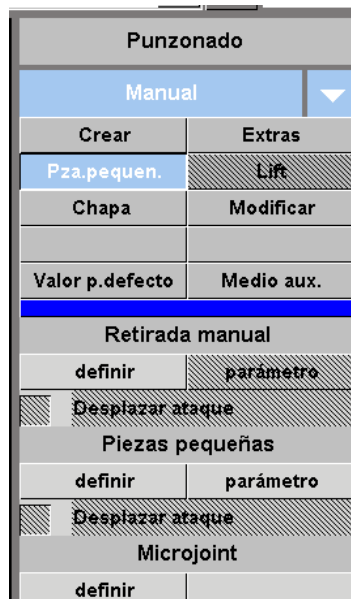 Punzonado
Manual
Crear Extras
Pza.pequen. Lift
Chapa Modificar
Valor p.defecto Medio aux.
Retirada manual
definir parámetro
Desplazar ataque
Piezas pequeñas
definir parámetro
Desplazar ataque
Microjoint
definir